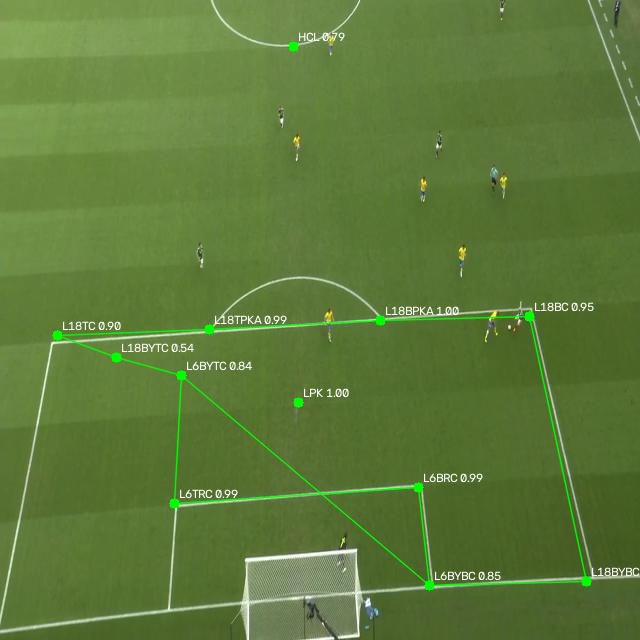 HCL 0.79
L18BC 0.95
L18BPKA 1.00
L18TPKA 0.99
L18TC 0.90
L18BYTC 0.54
L6BYTC 0.84
LPK 1.00
L6BRC 0.99
L6TRC 0.99
L6BYBC 0.85
L18BYBC